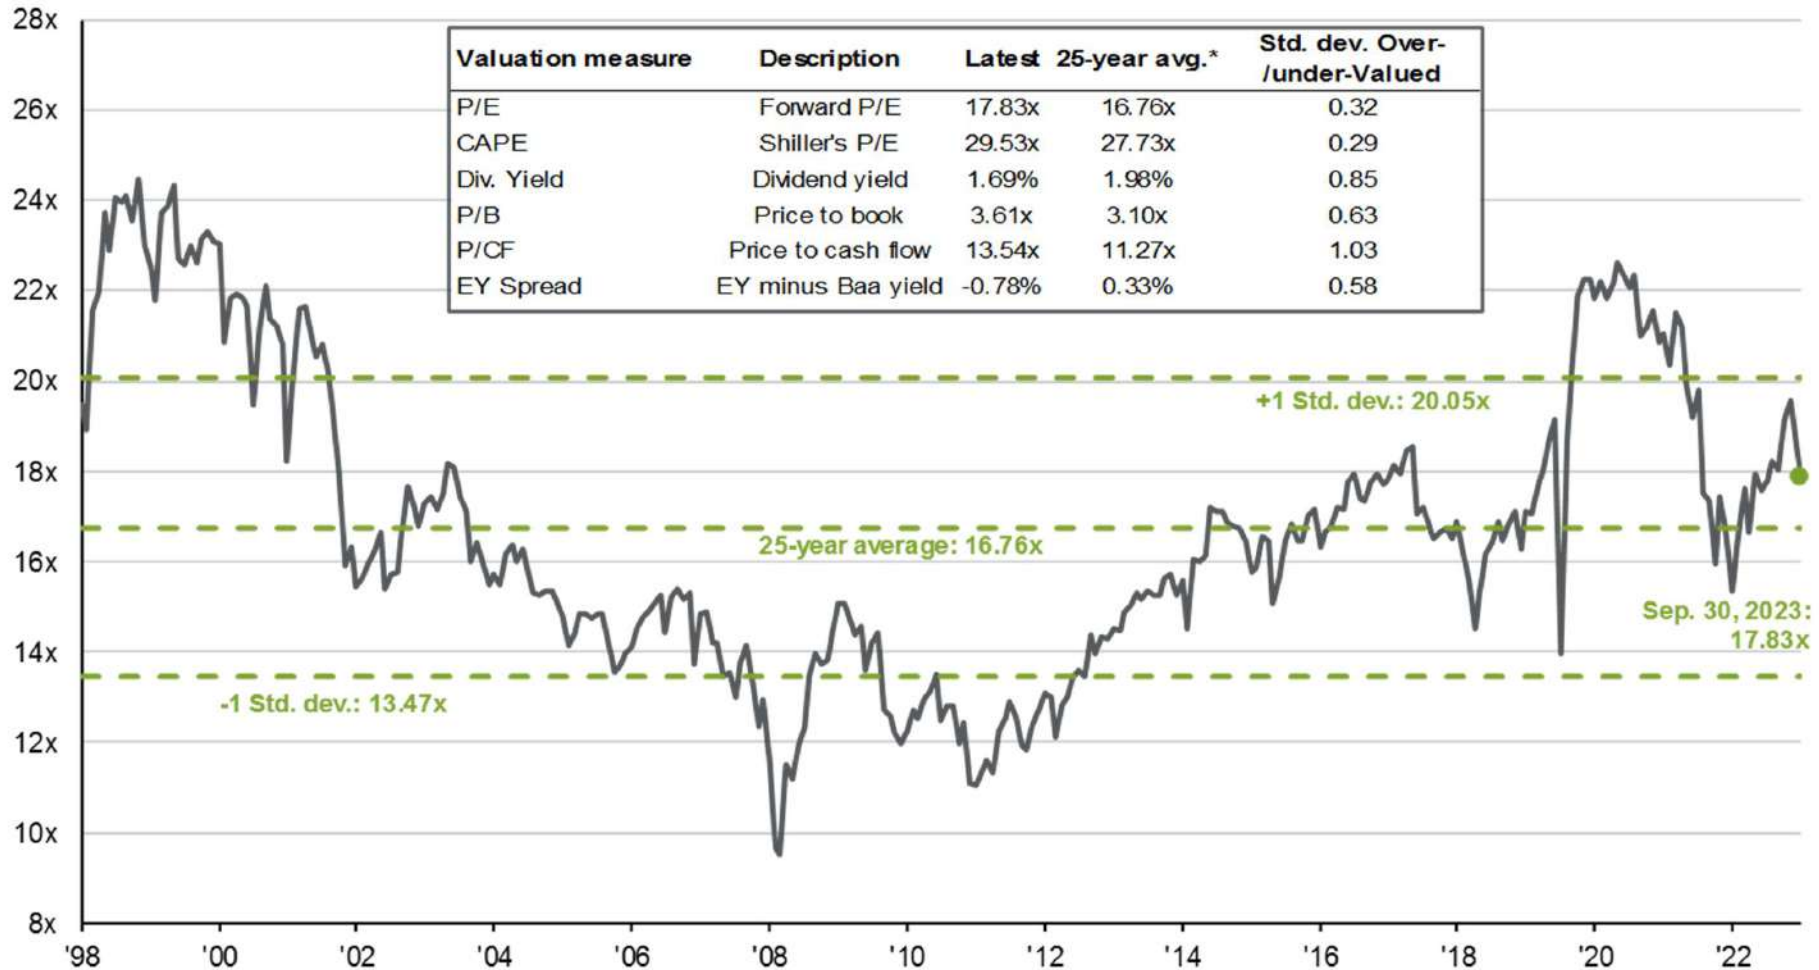 28x
26x
24x
22x
20x
18x
16x
14x
12x
10x
8x
Valuation measure Description Latest 25-year avg.* Std. dev. Over-/under-Valued
P/E Forward P/E 17.83x 16.76x 0.32
CAPE Shiller's P/E 29.53x 27.73x 0.29
Div. Yield Dividend yield 1.69% 1.98% 0.85
P/B Price to book 3.61x 3.10x 0.63
P/CF Price to cash flow 13.54x 11.27x 1.03
EY Spread EY minus Baa yield -0.78% 0.33% 0.58
+1 Std. dev.: 20.05x
25-year average: 16.76x
Sep. 30, 2023:
17.83x
-1 Std. dev.: 13.47x
'98 '00 '02 '04 '06 '08 '10 '12 '14 '16 '18 '20 '22